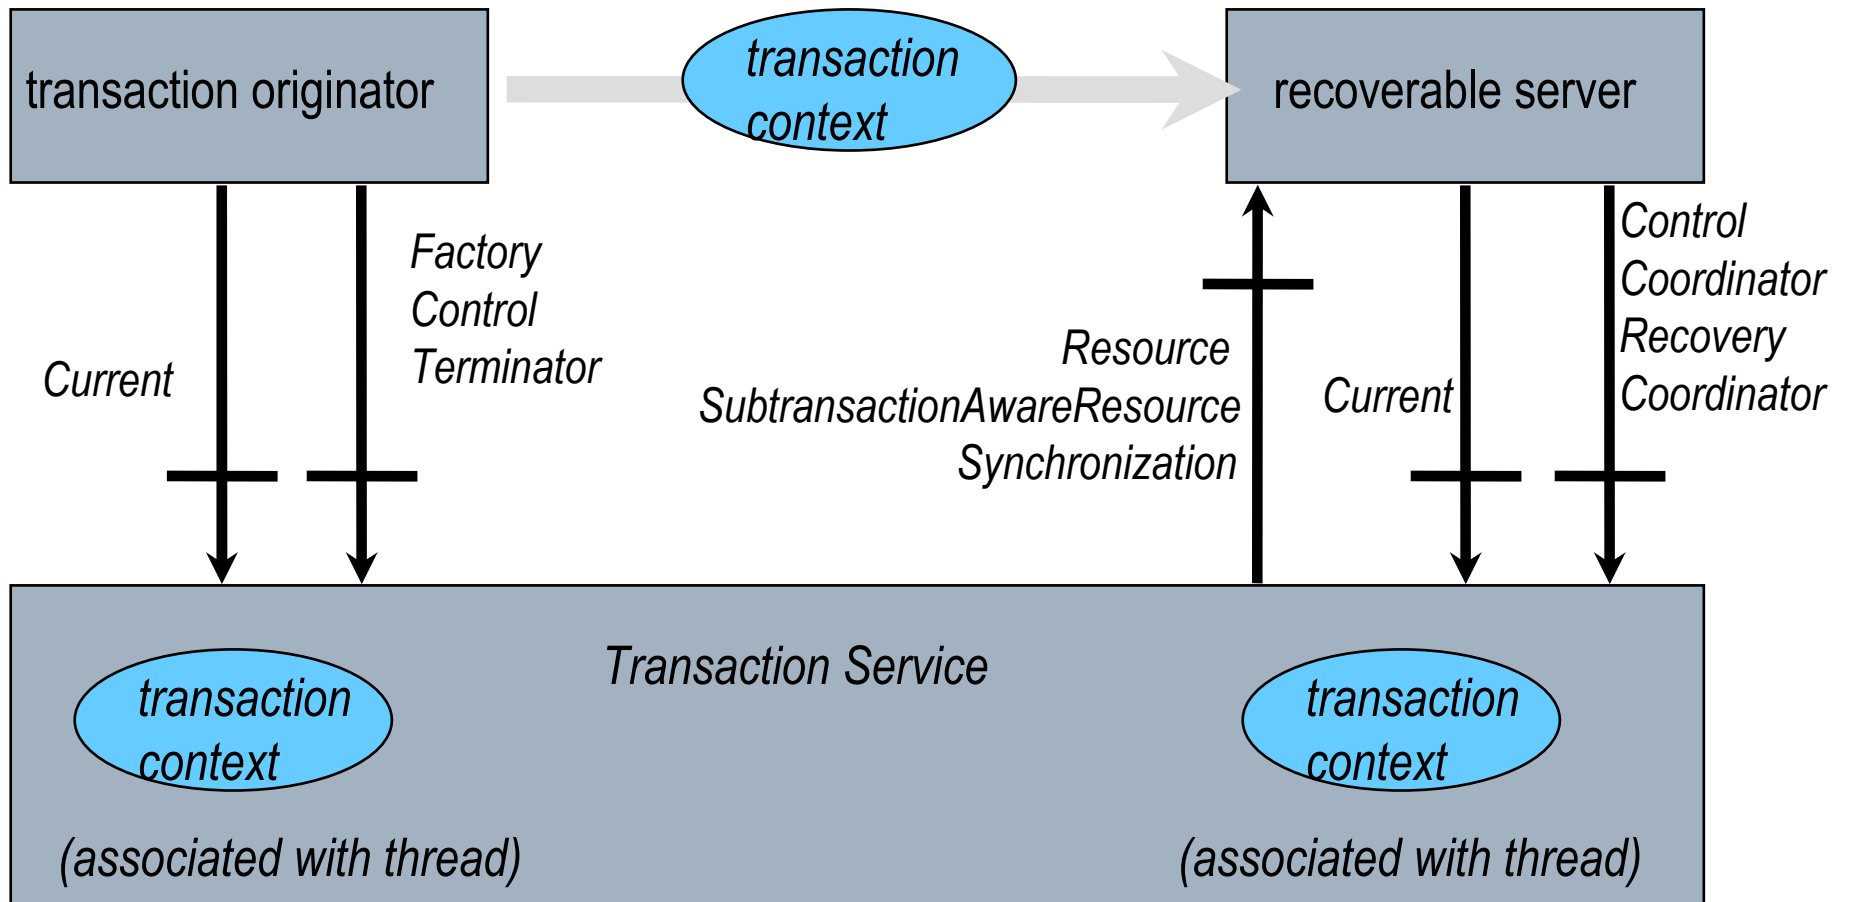 transaction originator
transaction
context
recoverable server
Factory
Control
Terminator
Current
Resource
SubtransactionAwareResource
Synchronization
Current
Control
Coordinator
Recovery
Coordinator
Transaction Service
transaction
context
(associated with thread)
transaction
context
(associated with thread)